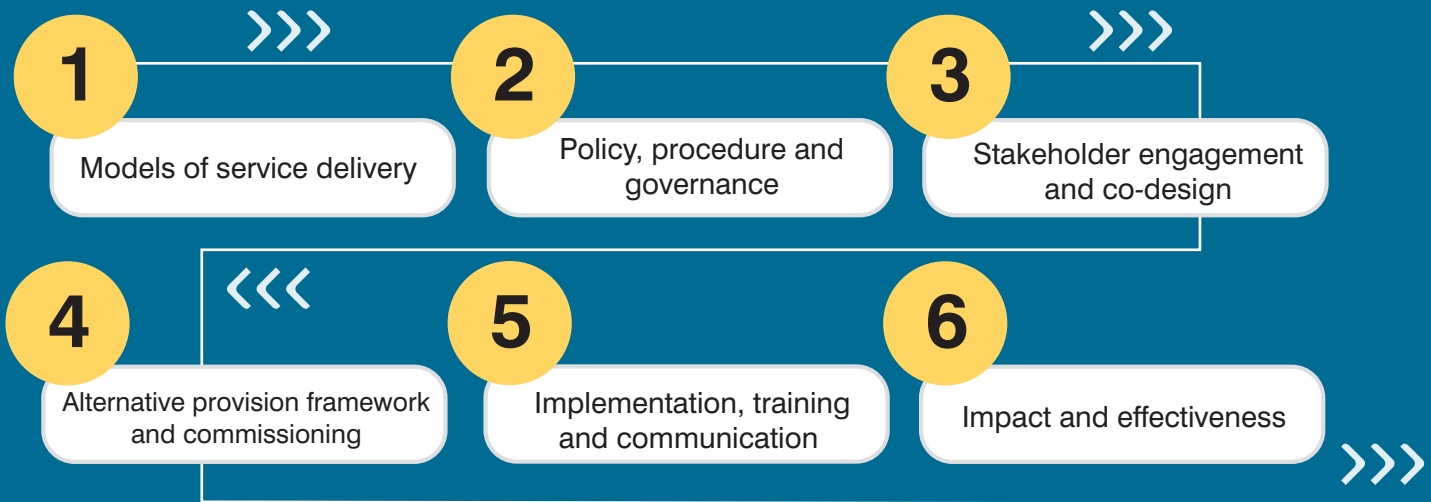 1
Models of service delivery
2
Policy, procedure and
governance
3
Stakeholder engagement
and co-design
4
Alternative provision framework
and commissioning
5
Implementation, training
and communication
6
Impact and effectiveness